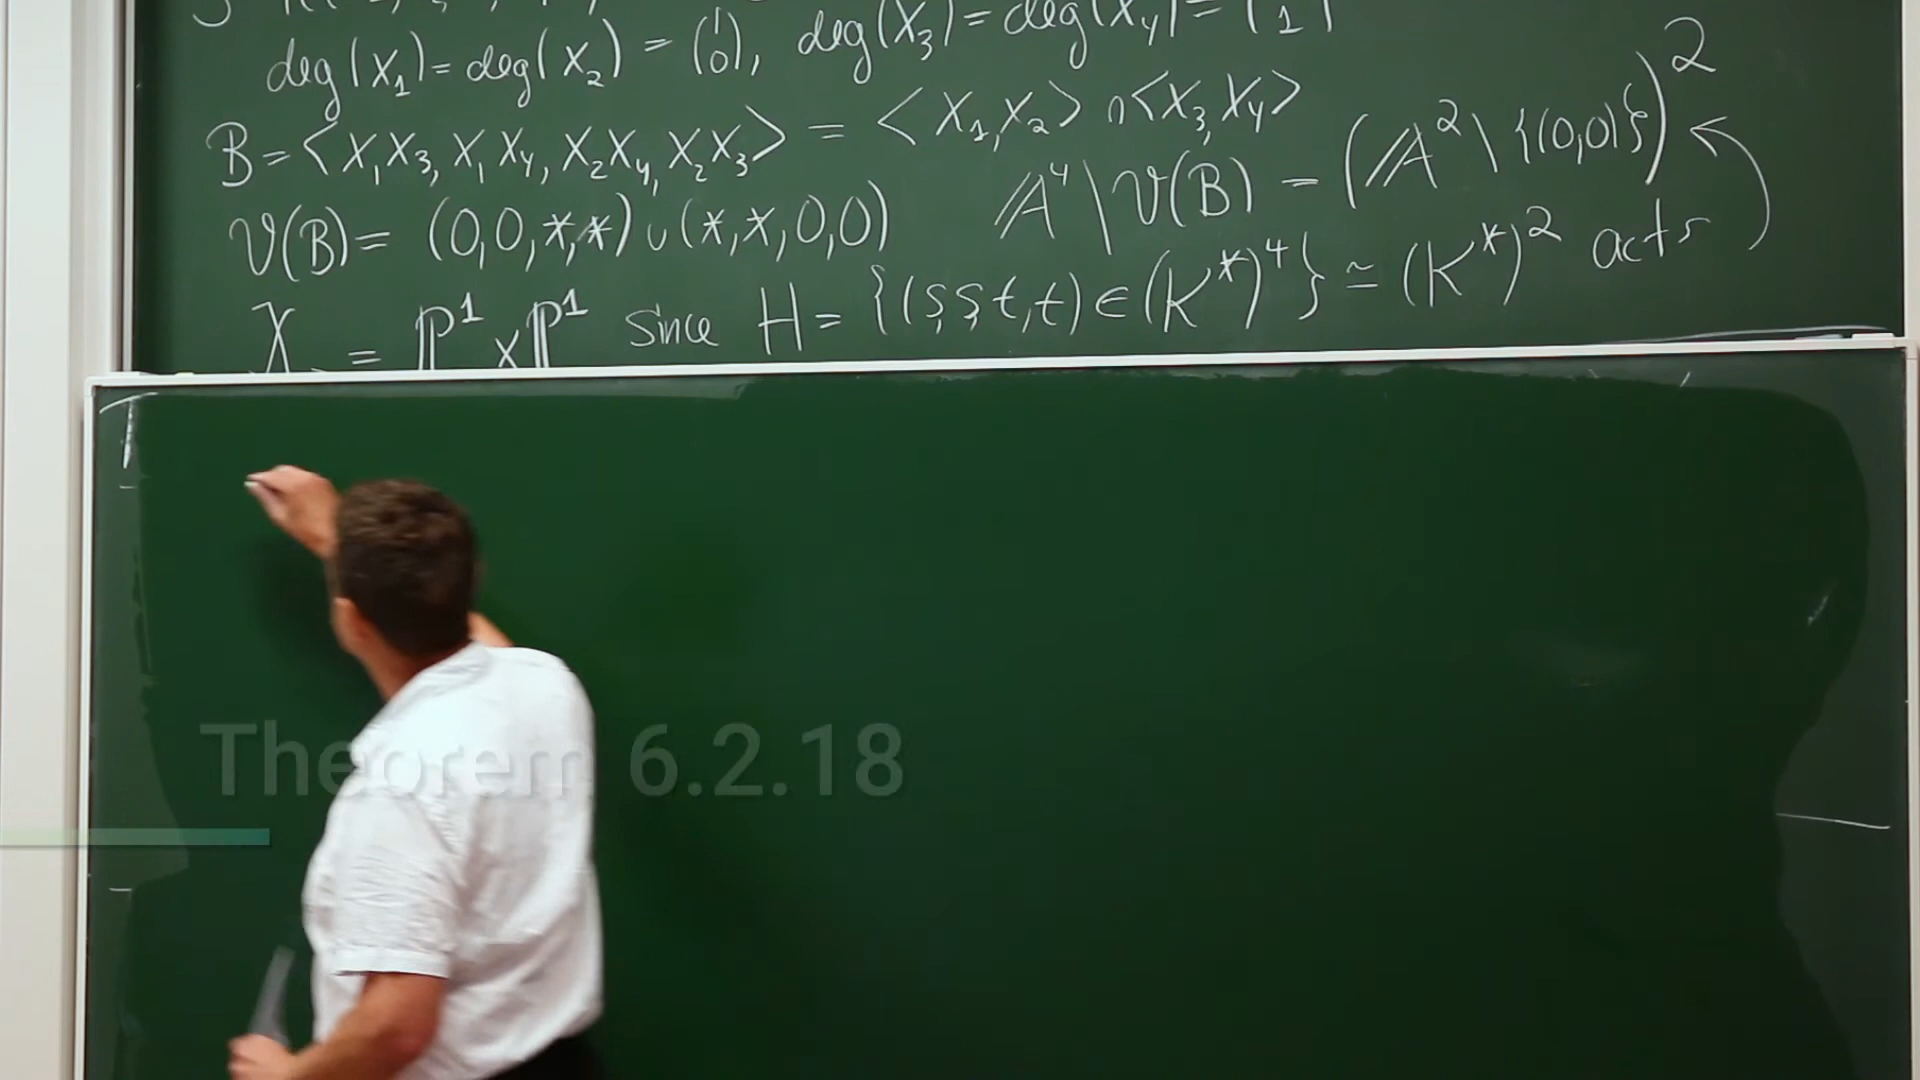 deg(X₁) = deg(X₂) = (1 0), deg(X₃) = deg(X₄) =
B = <X₁X₃, X₁X₄, X₂X₄, X₂X₃> = <X₁,X₂> ∩ <X₃,X₄>
𝒱(B) = (0,0,*,*) ∪ (*,*,0,0) 𝔸⁴ \ 𝒱(B) = (𝔸² \ {(0,0)})²
X = ℙ¹ × ℙ¹ since H = {(s,s,t,t) ∈ (K*)⁴} ≃ (K*)² acts
Theorem 6.2.18